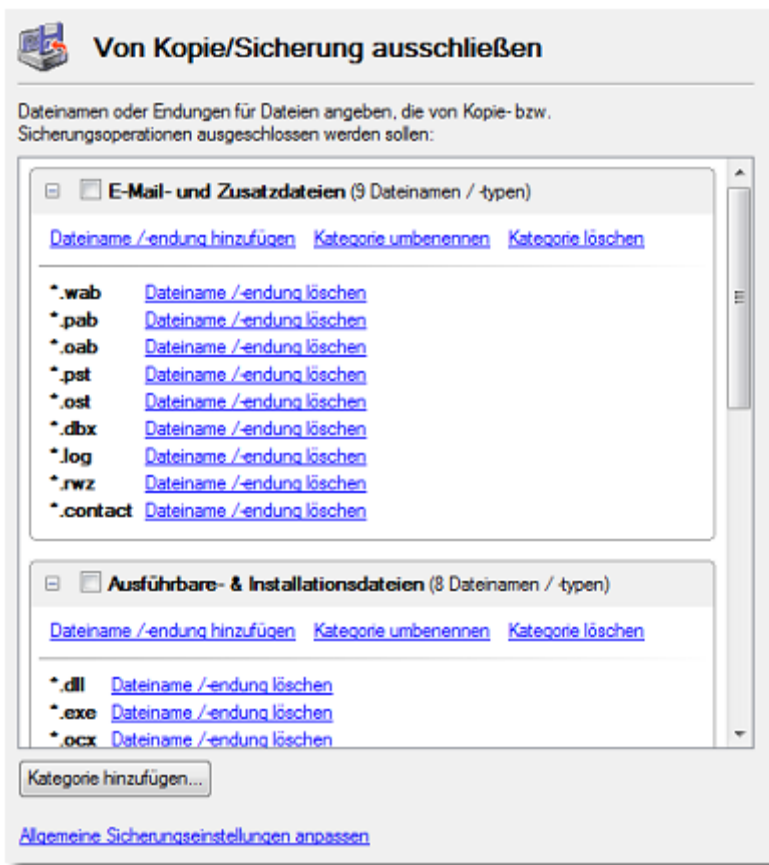 Von Kopie/Sicherung ausschließen
Dateinamen oder Endungen für Dateien angeben, die von Kopie- bzw.
Sicherungsoperationen ausgeschlossen werden sollen:
E-Mail- und Zusatzdateien (9 Dateinamen / -typen)
Dateiname /-endung hinzufügen Kategorie umbenennen Kategorie löschen
*.wab Dateiname /-endung löschen
*.pab Dateiname /-endung löschen
*.oab Dateiname /-endung löschen
*.pst Dateiname /-endung löschen
*.ost Dateiname /-endung löschen
*.dbx Dateiname /-endung löschen
*.log Dateiname /-endung löschen
*.rwz Dateiname /-endung löschen
*.contact Dateiname /-endung löschen
Ausführbare- & Installationsdateien (8 Dateinamen / -typen)
Dateiname /-endung hinzufügen Kategorie umbenennen Kategorie löschen
*.dll Dateiname /-endung löschen
*.exe Dateiname /-endung löschen
*.ocx Dateiname /-endung löschen
Kategorie hinzufügen...
Allgemeine Sicherungseinstellungen anpassen